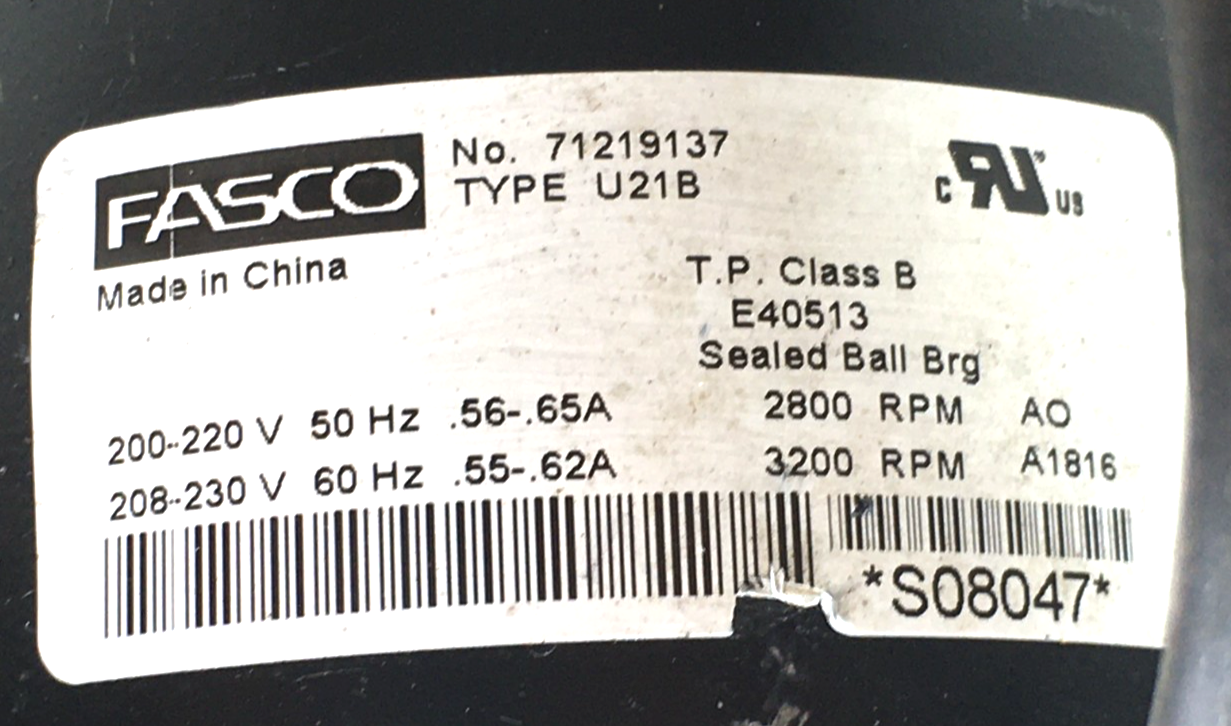 FASCO
No. 71219137
TYPE U21B
C RU US
Made in China
T.P. Class B
E40513
Sealed Ball Brg
200-220 V 50 Hz .56-.65A 2800 RPM AO
208-230 V 60 Hz .55-.62A 3200 RPM A1816
*S08047*